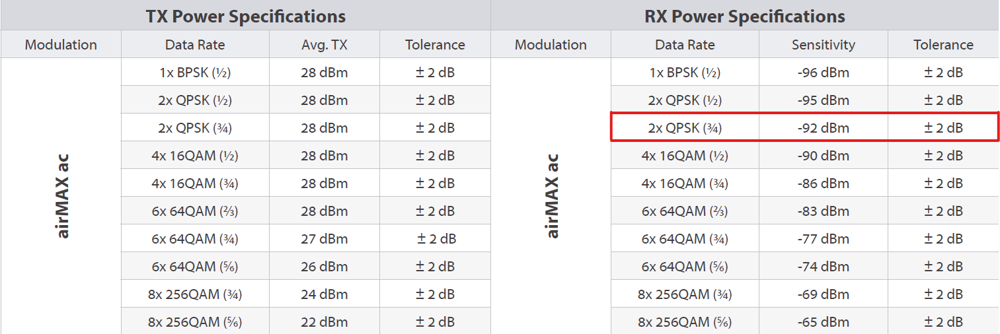 TX Power Specifications RX Power Specifications
Modulation Data Rate Avg. TX Tolerance Modulation Data Rate Sensitivity Tolerance
airMAX ac airMAX ac
1x BPSK (½) 28 dBm ± 2 dB 1x BPSK (½) -96 dBm ± 2 dB
2x QPSK (½) 28 dBm ± 2 dB 2x QPSK (½) -95 dBm ± 2 dB
2x QPSK (¾) 28 dBm ± 2 dB 2x QPSK (¾) -92 dBm ± 2 dB
4x 16QAM (½) 28 dBm ± 2 dB 4x 16QAM (½) -90 dBm ± 2 dB
4x 16QAM (¾) 28 dBm ± 2 dB 4x 16QAM (¾) -86 dBm ± 2 dB
6x 64QAM (⅔) 28 dBm ± 2 dB 6x 64QAM (⅔) -83 dBm ± 2 dB
6x 64QAM (¾) 27 dBm ± 2 dB 6x 64QAM (¾) -77 dBm ± 2 dB
6x 64QAM (⅚) 26 dBm ± 2 dB 6x 64QAM (⅚) -74 dBm ± 2 dB
8x 256QAM (¾) 24 dBm ± 2 dB 8x 256QAM (¾) -69 dBm ± 2 dB
8x 256QAM (⅚) 22 dBm ± 2 dB 8x 256QAM (⅚) -65 dBm ± 2 dB